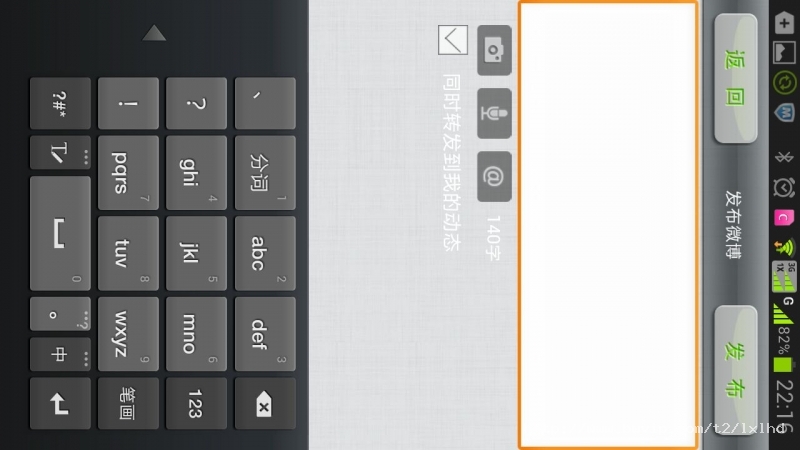 3G
1X
G
82%
22:16
返回
发布微博
发布
om/t2/lxlhd
140字
同时转发到我的动态
、
分词 1
abc 2
def 3
?
ghi 4
jkl 5
mno 6
123
!
pqrs 7
tuv 8
wxyz 9
笔画
?#*
0
。
...?
中